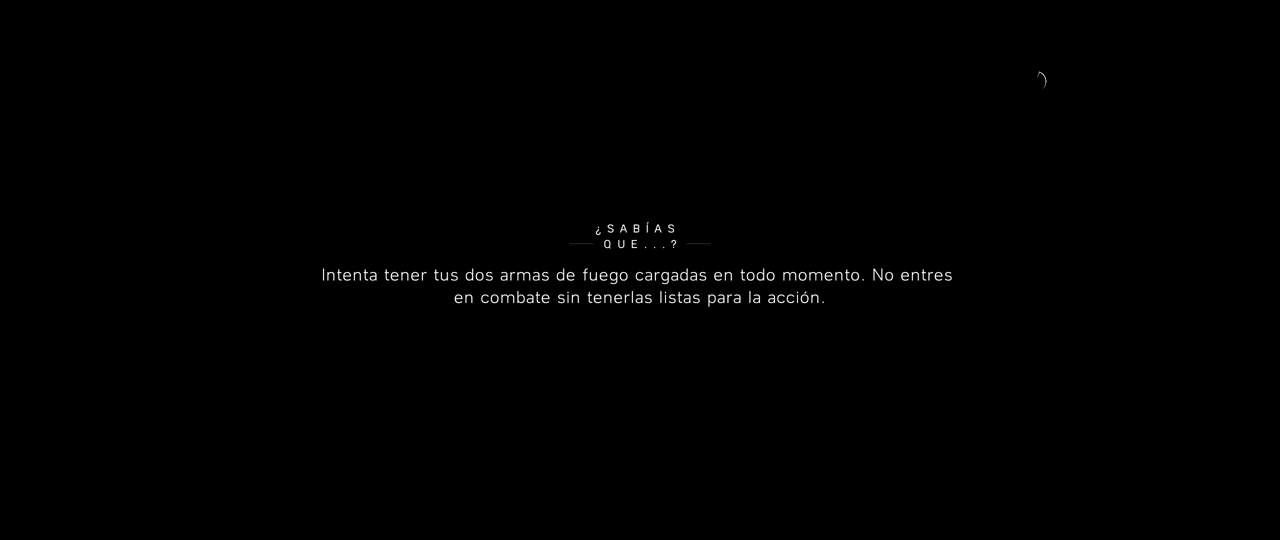 ¿SABÍAS
QUE...?
Intenta tener tus dos armas de fuego cargadas en todo momento. No entres
en combate sin tenerlas listas para la acción.